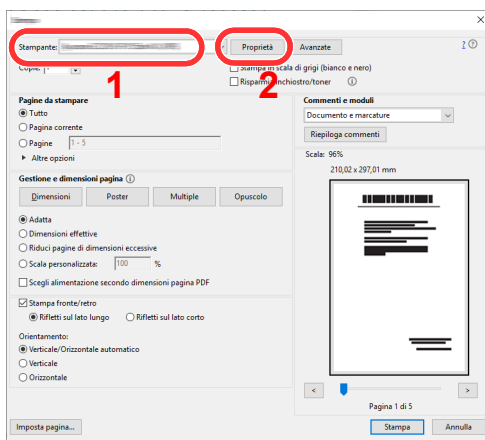 Stampante:
Proprietà
Avanzate
?
Copie: 1
Stampa in scala di grigi (bianco e nero)
Risparmia inchiostro/toner
1
2
Pagine da stampare
Tutto
Pagina corrente
Pagine 1 - 5
Altre opzioni
Gestione e dimensioni pagina
Dimensioni Poster Multiple Opuscolo
Adatta
Dimensioni effettive
Riduci pagine di dimensioni eccessive
Scala personalizzata: 100 %
Scegli alimentazione secondo dimensioni pagina PDF
Stampa fronte/retro
Rifletti sul lato lungo Rifletti sul lato corto
Orientamento:
Verticale/Orizzontale automatico
Verticale
Orizzontale
Commenti e moduli
Documento e marcature
Riepiloga commenti
Scala: 96%
210,02 x 297,01 mm
< >
Pagina 1 di 5
Imposta pagina... Stampa Annulla